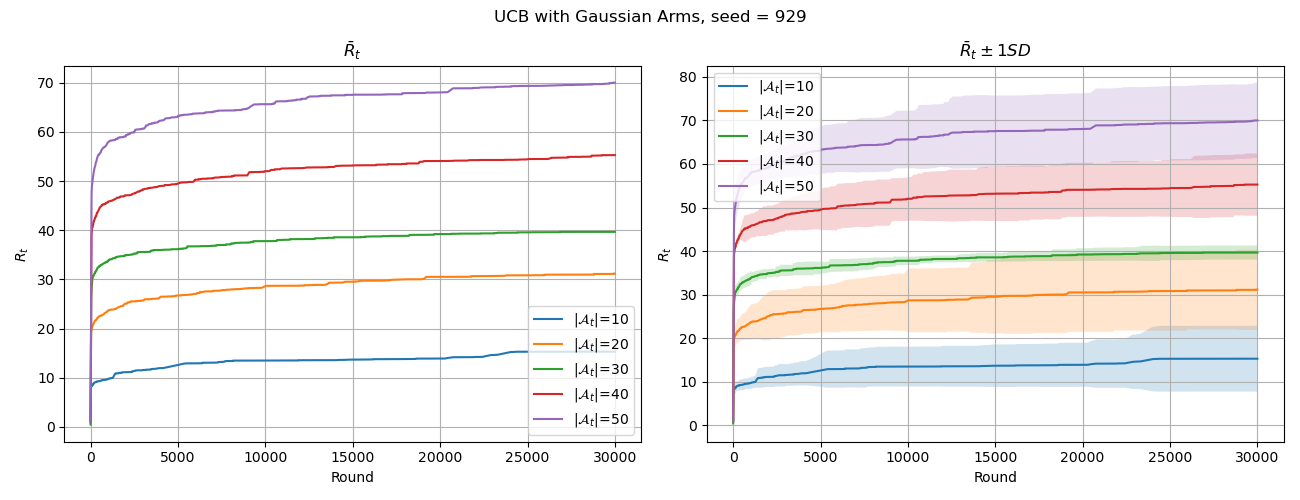 UCB with Gaussian Arms, seed = 929
R̄ₜ
70
60
50
40
30
20
10
0
Rₜ
0 5000 10000 15000 20000 25000 30000
Round
|𝒜ₜ|=10
|𝒜ₜ|=20
|𝒜ₜ|=30
|𝒜ₜ|=40
|𝒜ₜ|=50
R̄ₜ ± 1SD
80
70
60
50
40
30
20
10
0
Rₜ
0 5000 10000 15000 20000 25000 30000
Round
|𝒜ₜ|=10
|𝒜ₜ|=20
|𝒜ₜ|=30
|𝒜ₜ|=40
|𝒜ₜ|=50